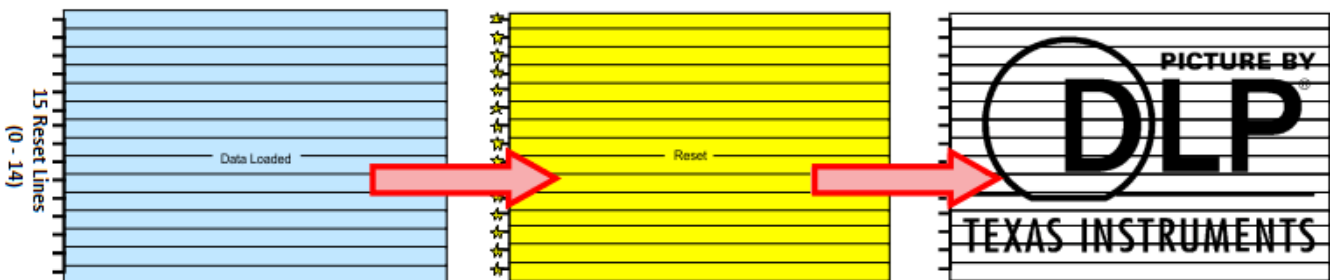 15 Reset Lines
(0 - 14)
Data Loaded
Reset
PICTURE BY
DLP®
TEXAS INSTRUMENTS